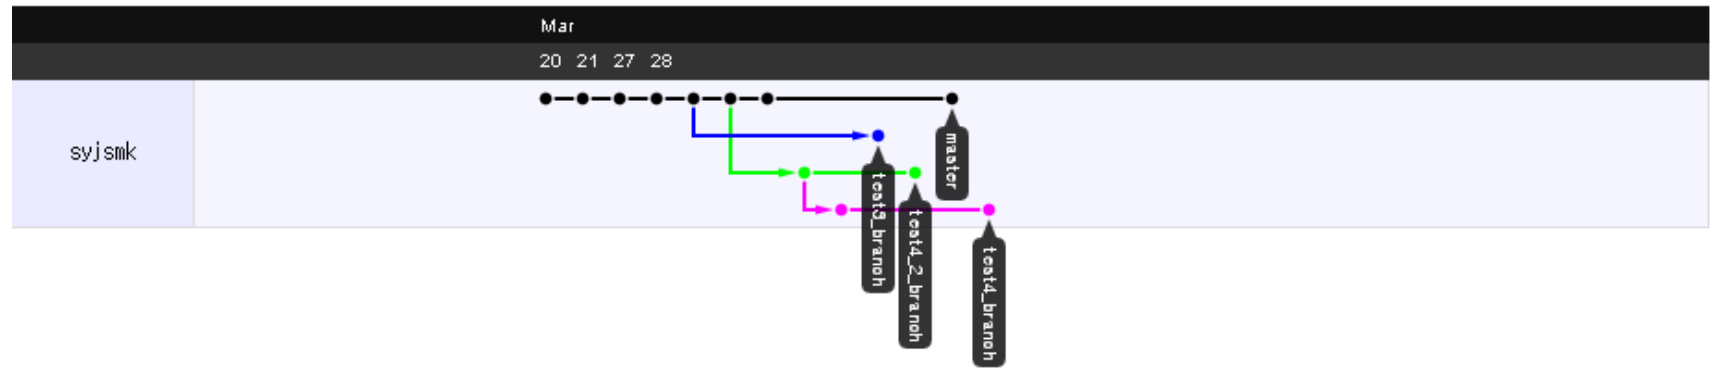 Mar
20 21 27 28
syjsmk
master
test3_branch
test4_2_branch
test4_branch